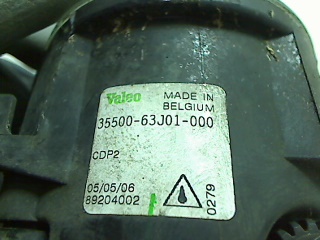 Valeo MADE IN
BELGIUM
35500-63J01-000
CDP2
05/05/06
89204002
0279